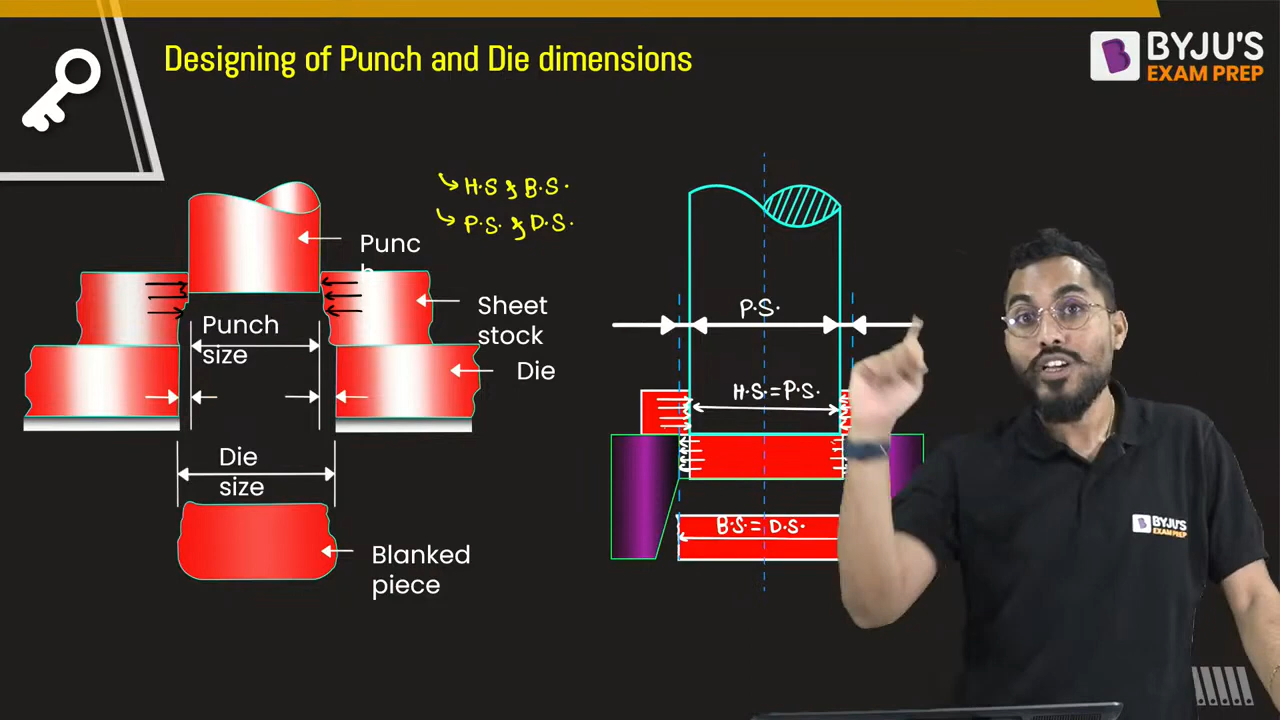 Designing of Punch and Die dimensions
BYJU'S
EXAM PREP
H.S & B.S.
P.S. & D.S.
Punc
h
Sheet
stock
Punch
size
Die
Die
size
Blanked
piece
P.S.
H.S. = P.S.
B.S. = D.S.
BYJU'S
EXAM PREP